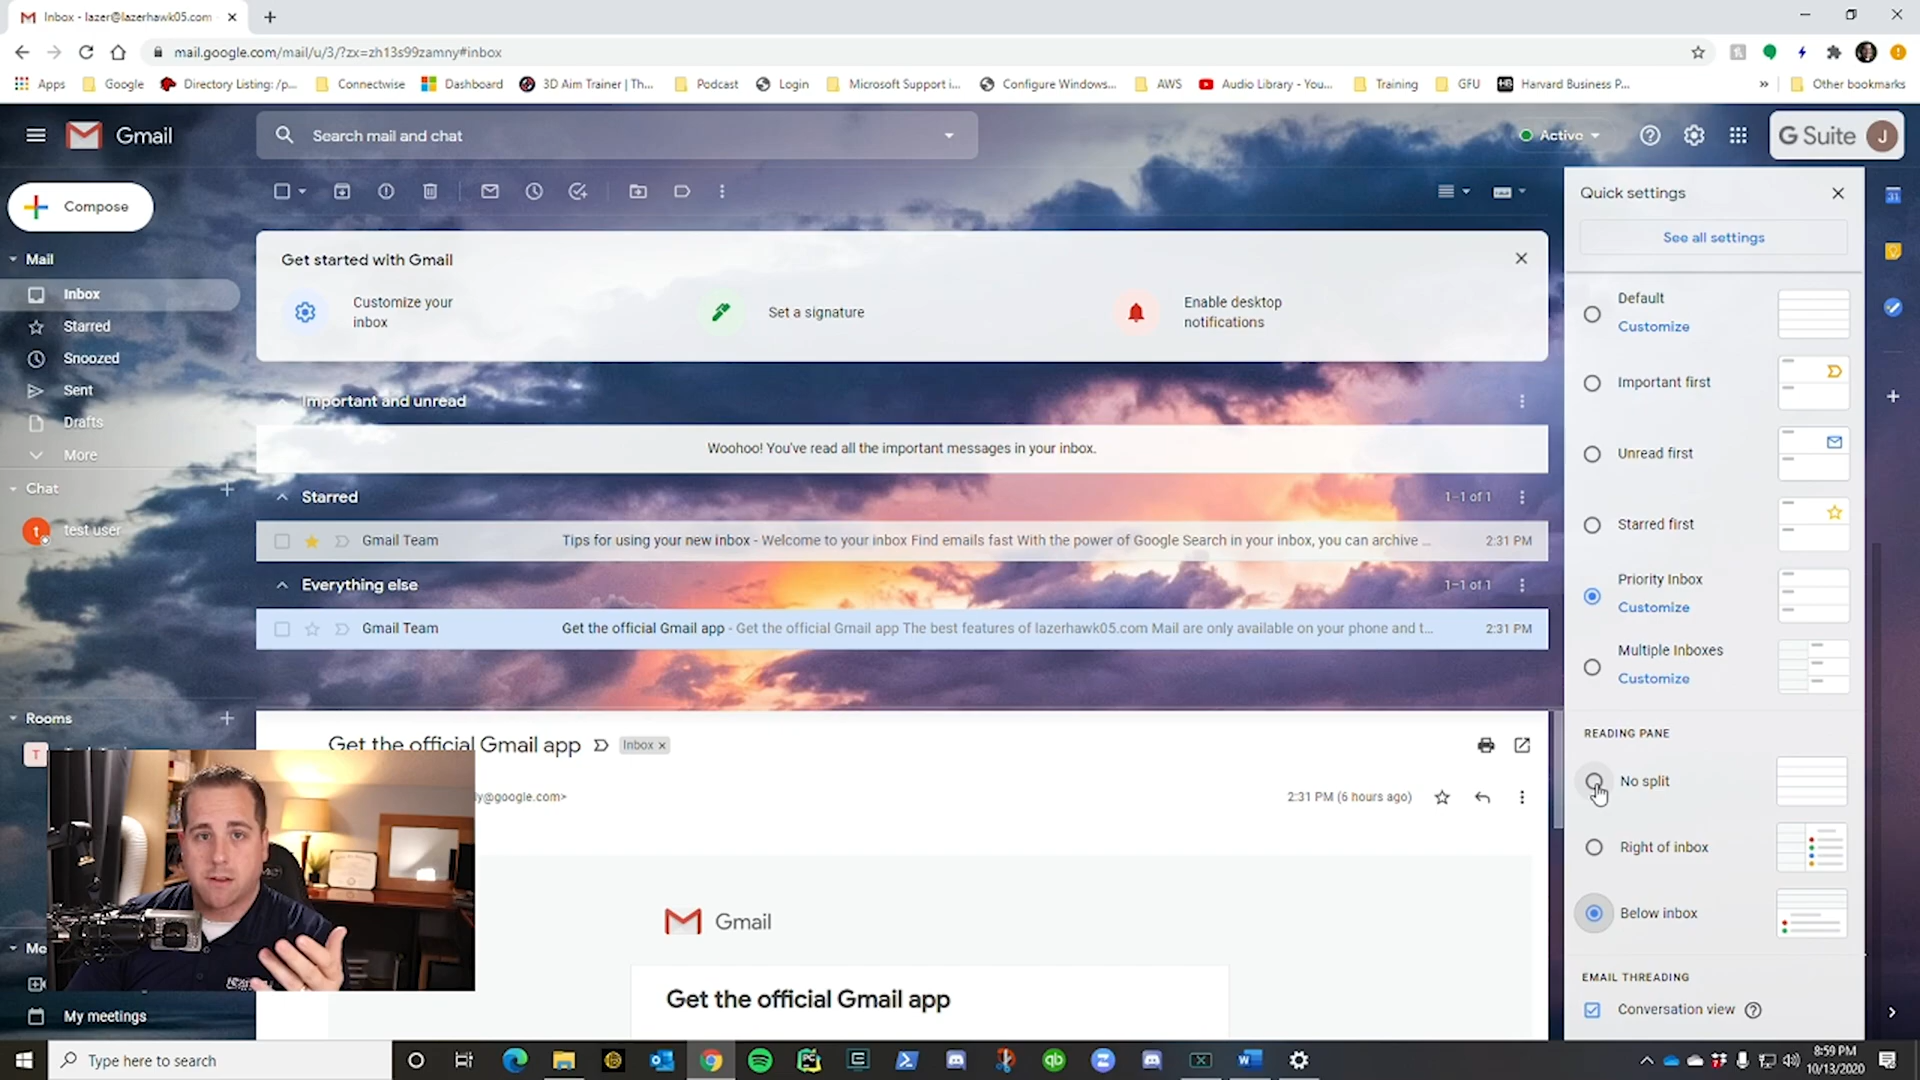 Inbox - lazer@lazerhawk05.com
mail.google.com/mail/u/3/?zx=zh13s99zamny#inbox
Apps
Google
Directory Listing: /p...
Connectwise
Dashboard
3D Aim Trainer | Th...
Podcast
Login
Microsoft Support i...
Configure Windows...
AWS
Audio Library - You...
Training
GFU
Harvard Business P...
Other bookmarks
Gmail
Search mail and chat
Active
G Suite J
Compose
Mail
Inbox
Starred
Snoozed
Sent
Drafts
More
Chat
t test user
Rooms
T
Me
My meetings
Get started with Gmail
Customize your
inbox
Set a signature
Enable desktop
notifications
Important and unread
Woohoo! You've read all the important messages in your inbox.
Starred
1–1 of 1
Gmail Team Tips for using your new inbox - Welcome to your inbox Find emails fast With the power of Google Search in your inbox, you can archive ... 2:31 PM
Everything else
1–1 of 1
Gmail Team Get the official Gmail app - Get the official Gmail app The best features of lazerhawk05.com Mail are only available on your phone and t... 2:31 PM
Get the official Gmail app
Inbox x
ly@google.com>
2:31 PM (6 hours ago)
Gmail
Get the official Gmail app
Quick settings
See all settings
Default
Customize
Important first
Unread first
Starred first
Priority Inbox
Customize
Multiple Inboxes
Customize
READING PANE
No split
Right of inbox
Below inbox
EMAIL THREADING
Conversation view
31
Type here to search
8:59 PM
10/13/2020